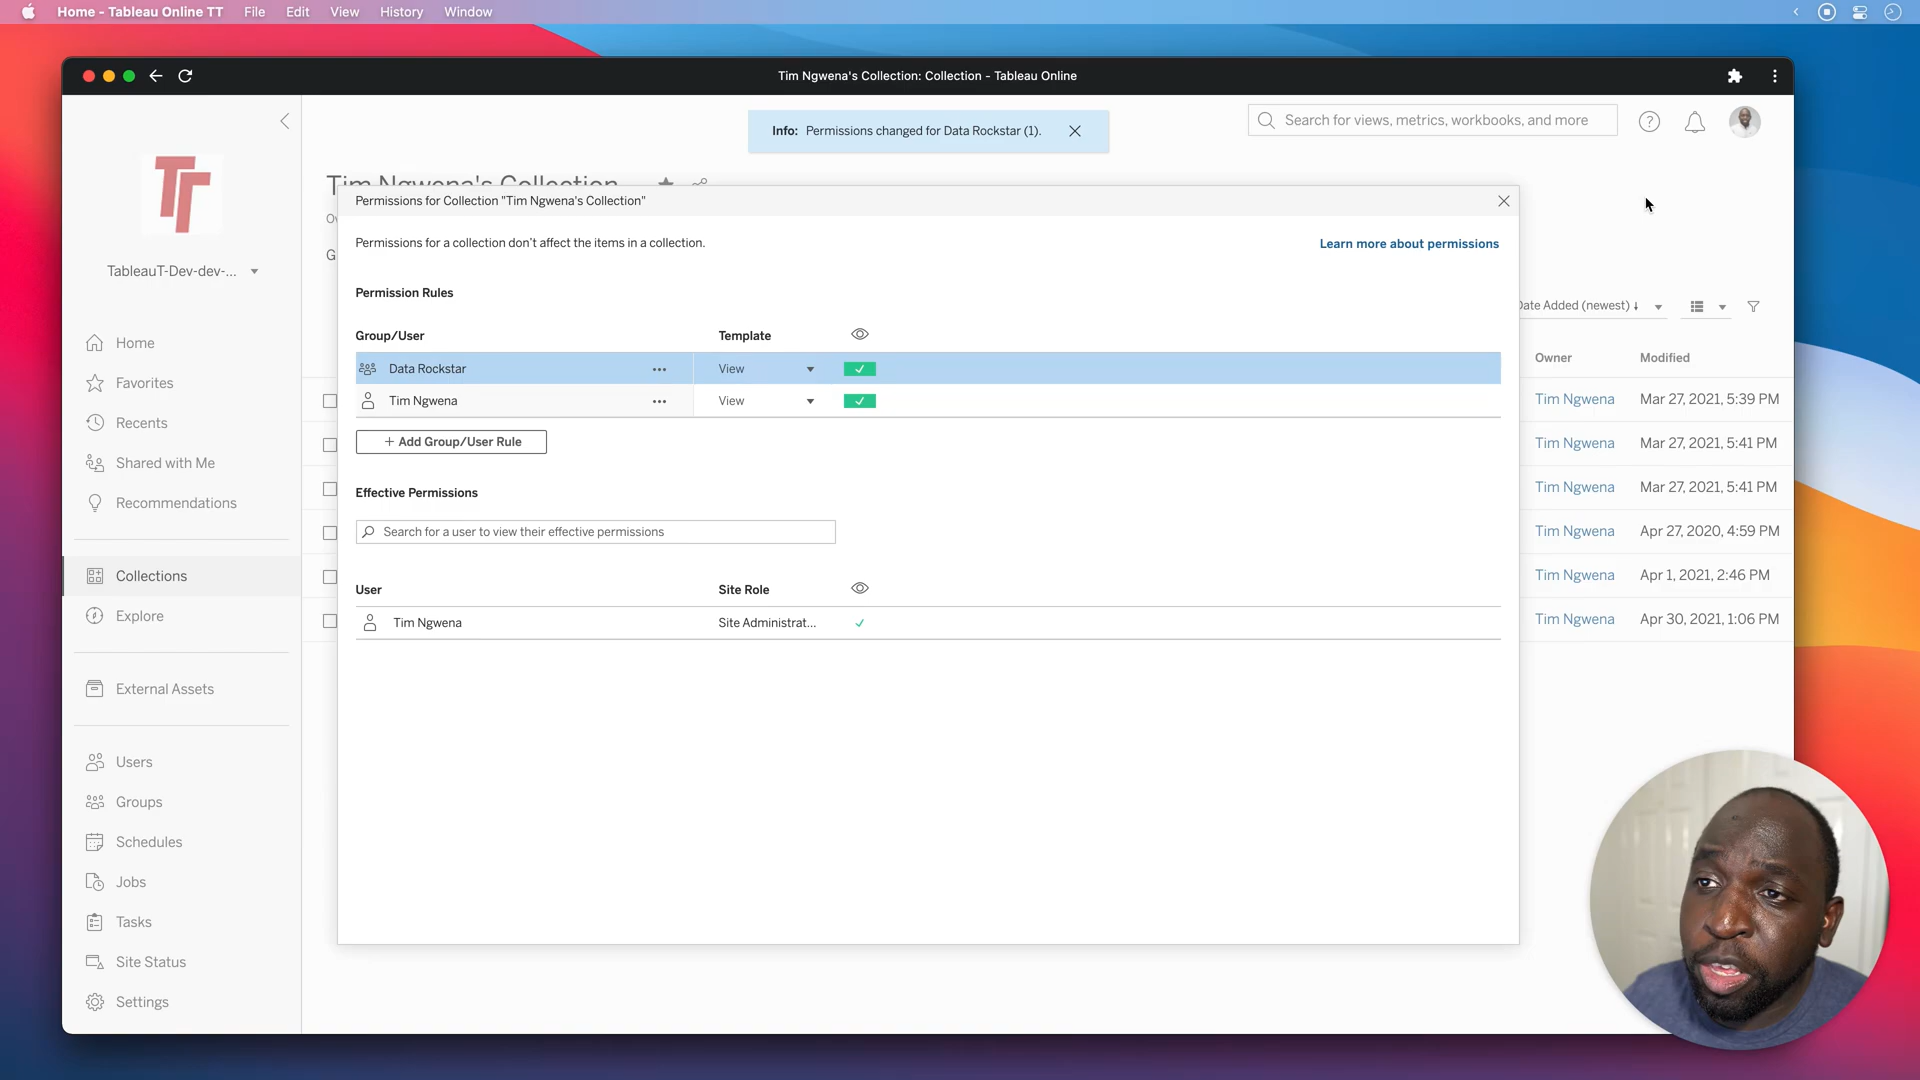 Home - Tableau Online TT File Edit View History Window
Tim Ngwena's Collection: Collection - Tableau Online
Info: Permissions changed for Data Rockstar (1).
Search for views, metrics, workbooks, and more
TT
TableauT-Dev-dev-...
Home
Favorites
Recents
Shared with Me
Recommendations
Collections
Explore
External Assets
Users
Groups
Schedules
Jobs
Tasks
Site Status
Settings
Tim Ngwena's Collection
Permissions for Collection "Tim Ngwena's Collection"
Permissions for a collection don't affect the items in a collection.
Learn more about permissions
Permission Rules
Group/User Template
Data Rockstar ... View
Tim Ngwena ... View
+ Add Group/User Rule
Effective Permissions
Search for a user to view their effective permissions
User Site Role
Tim Ngwena Site Administrat...
Date Added (newest) ↓
Owner Modified
Tim Ngwena Mar 27, 2021, 5:39 PM
Tim Ngwena Mar 27, 2021, 5:41 PM
Tim Ngwena Mar 27, 2021, 5:41 PM
Tim Ngwena Apr 27, 2020, 4:59 PM
Tim Ngwena Apr 1, 2021, 2:46 PM
Tim Ngwena Apr 30, 2021, 1:06 PM